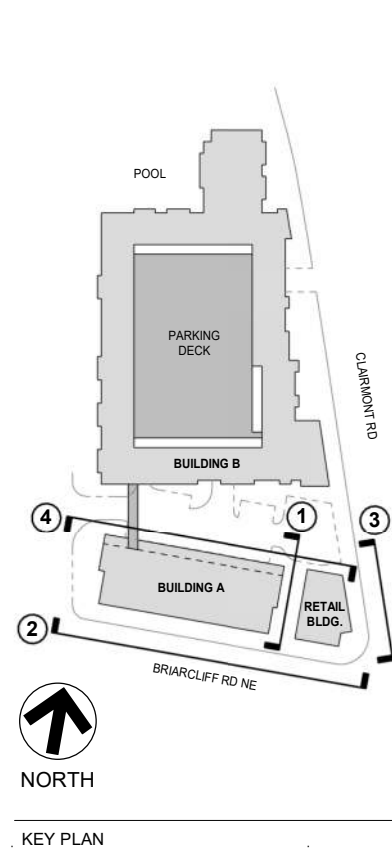 POOL
PARKING
DECK
CLAIRMONT RD
BUILDING B
4
1
3
BUILDING A
RETAIL
BLDG.
2
BRIARCLIFF RD NE
NORTH
KEY PLAN